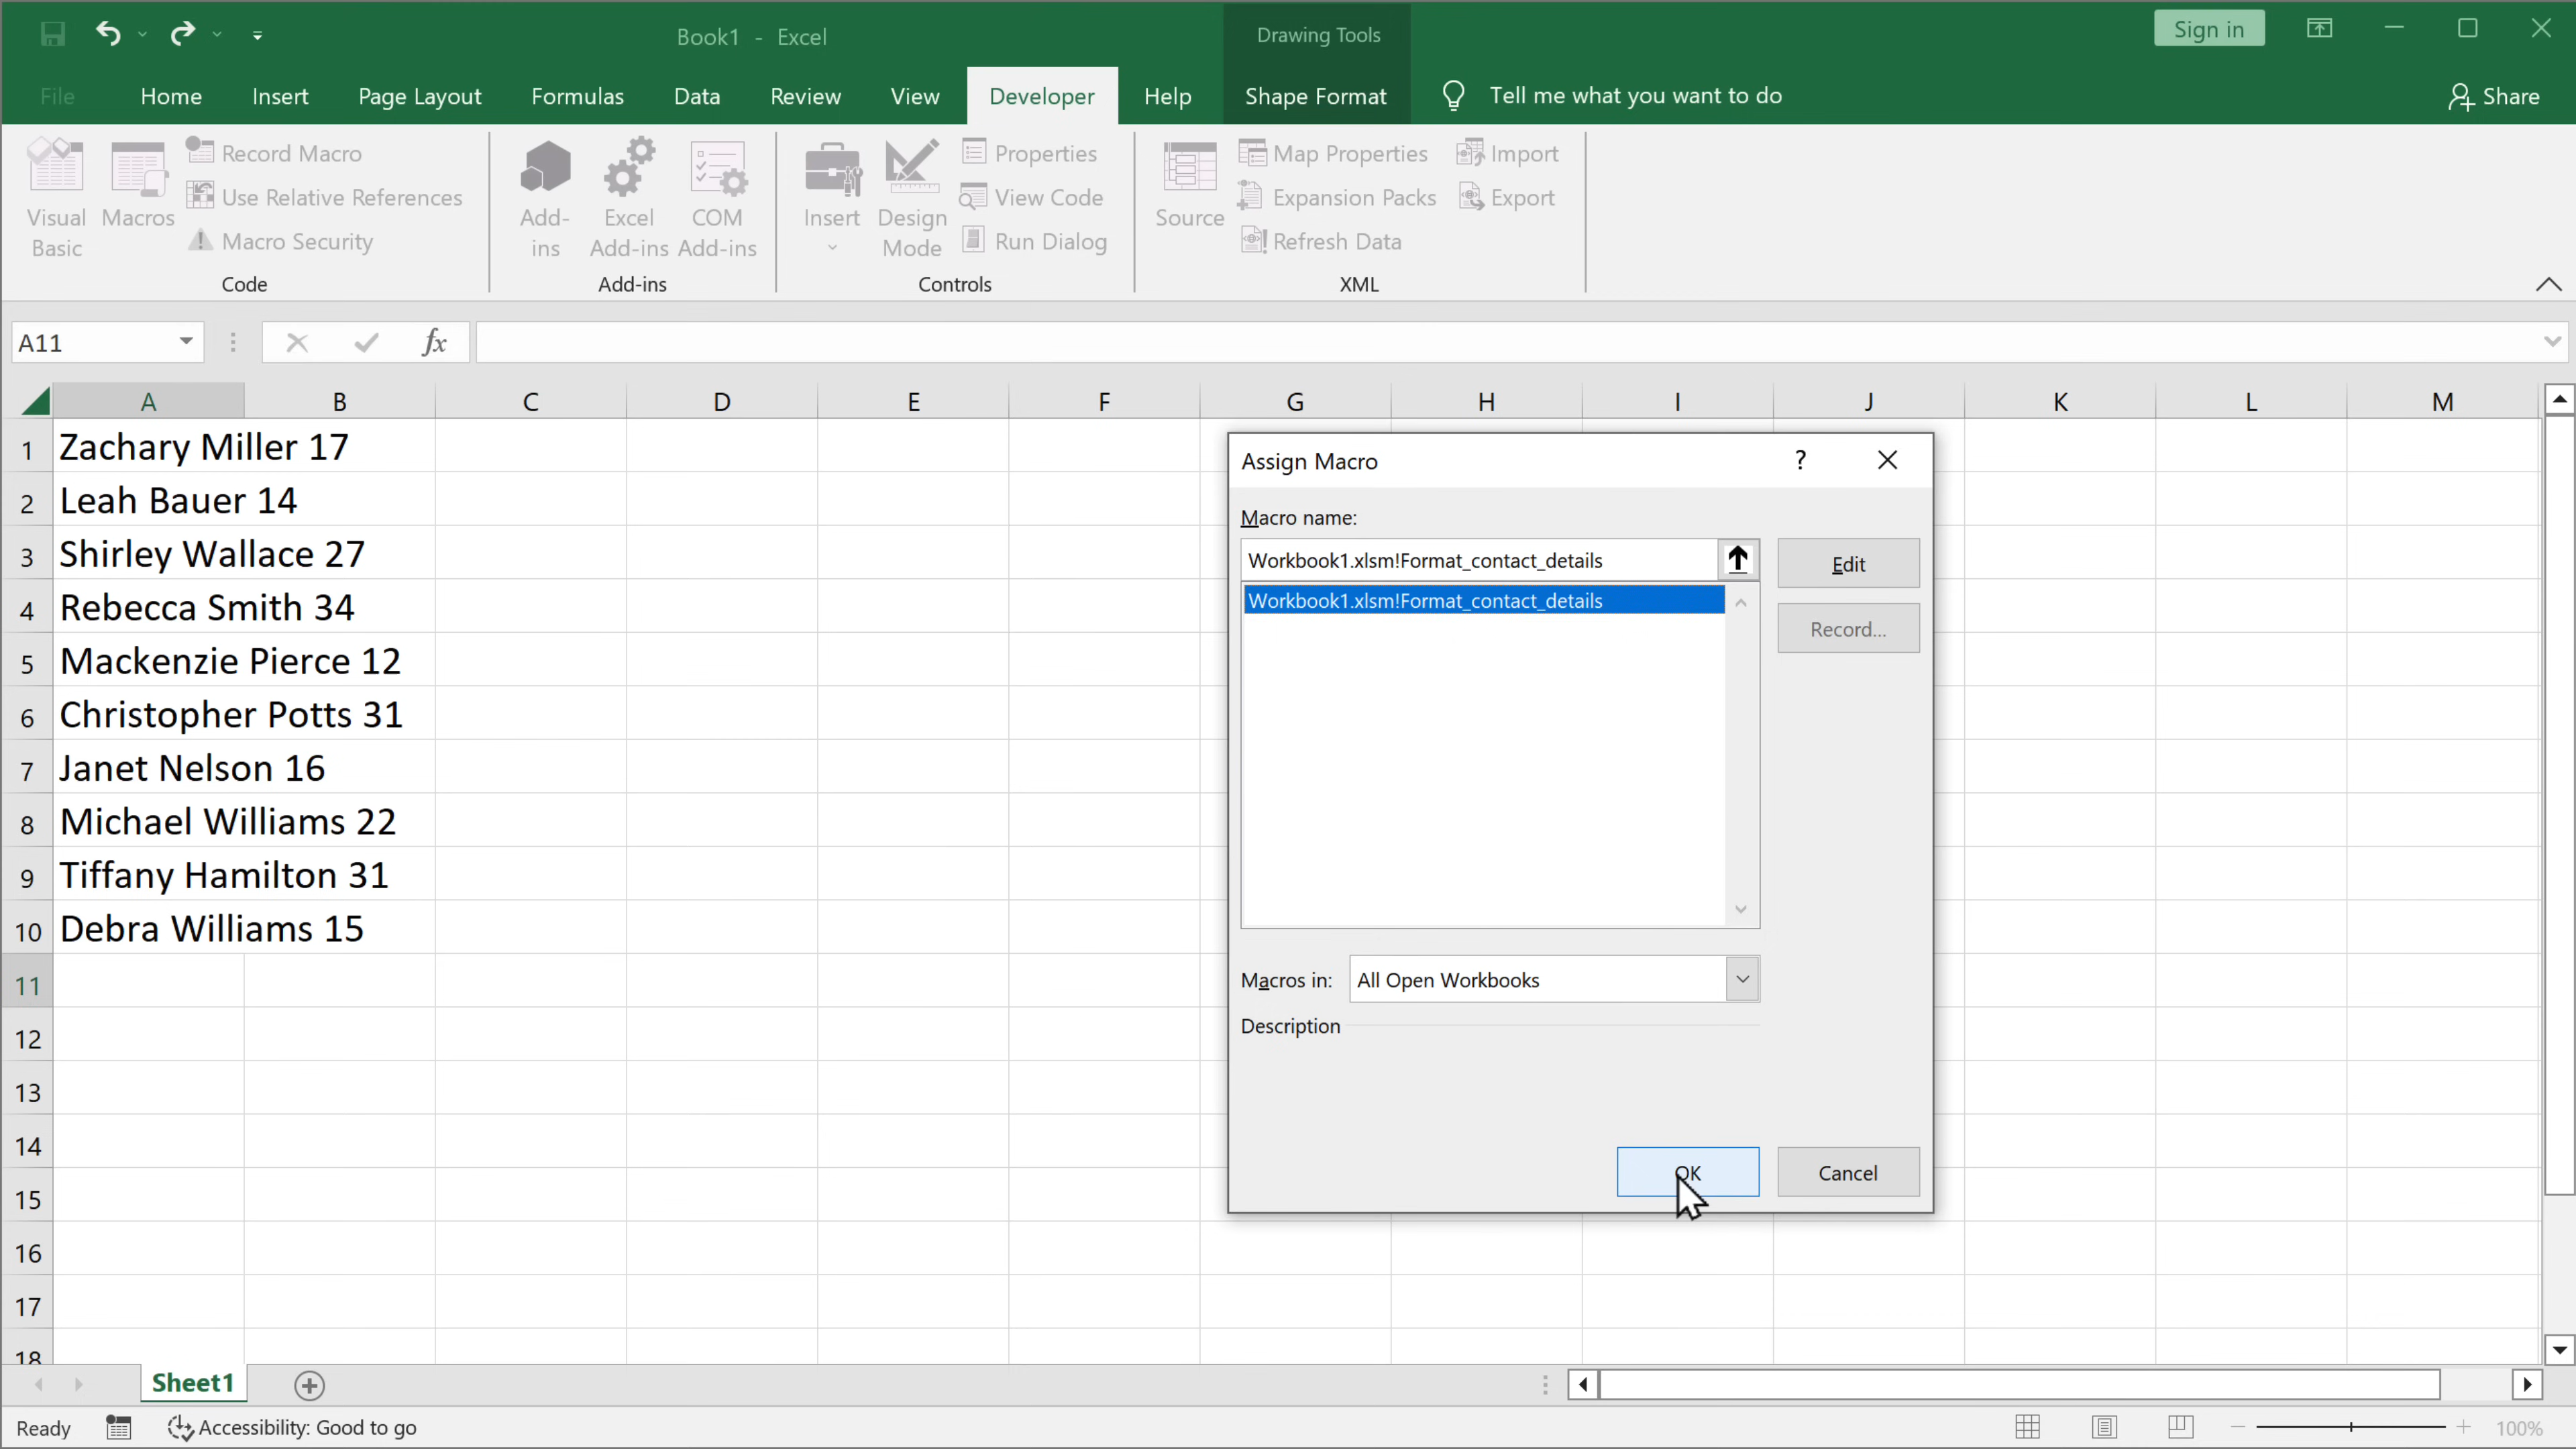 Book1 - Excel
Drawing Tools
Sign in
File Home Insert Page Layout Formulas Data Review View Developer Help Shape Format Tell me what you want to do Share
Visual Basic
Macros
Record Macro
Use Relative References
Macro Security
Code
Add-ins
Excel Add-ins
COM Add-ins
Add-ins
Insert
Design Mode
Properties
View Code
Run Dialog
Controls
Source
Map Properties
Expansion Packs
Refresh Data
Import
Export
XML
A11 fx
A B C D E F G H I J K L M
1 Zachary Miller 17
2 Leah Bauer 14
3 Shirley Wallace 27
4 Rebecca Smith 34
5 Mackenzie Pierce 12
6 Christopher Potts 31
7 Janet Nelson 16
8 Michael Williams 22
9 Tiffany Hamilton 31
10 Debra Williams 15
11
12
13
14
15
16
17
18
Assign Macro ?
Macro name:
Workbook1.xlsm!Format_contact_details
Workbook1.xlsm!Format_contact_details
Edit
Record...
Macros in: All Open Workbooks
Description
OK Cancel
Sheet1
Ready Accessibility: Good to go 100%